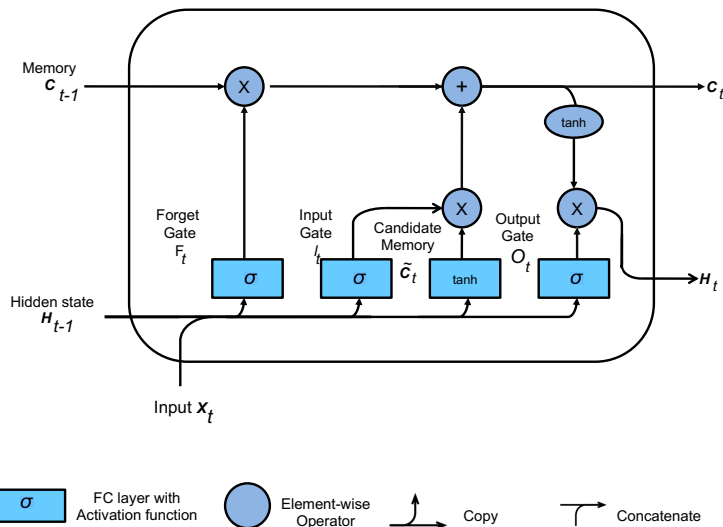 Memory
C t-1
X
+
C t
tanh
Forget
Gate
F t
Input
Gate
I t
Candidate
Memory
C̃ t
Output
Gate
O t
X
X
σ
σ
tanh
σ
H t
Hidden state
H t-1
Input x t
σ
FC layer with
Activation function
Element-wise
Operator
Copy
Concatenate